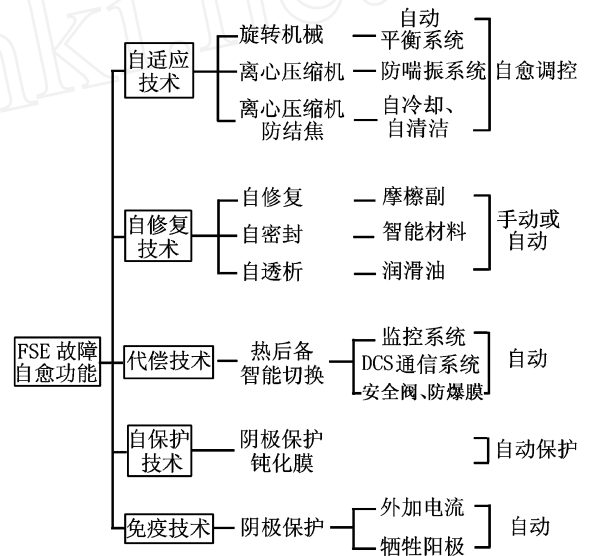 自适应
技术
旋转机械
自动
平衡系统
离心压缩机
防喘振系统
离心压缩机
防结焦
自冷却、
自清洁
自愈调控
自修复
技术
自修复
摩檫副
自密封
智能材料
自透析
润滑油
手动或
自动
FSE 故障
自愈功能
代偿技术
热后备
智能切换
监控系统
DCS通信系统
安全阀、防爆膜
自动
自保护
技术
阴极保护
钝化膜
自动保护
免疫技术
阴极保护
外加电流
牺牲阳极
自动